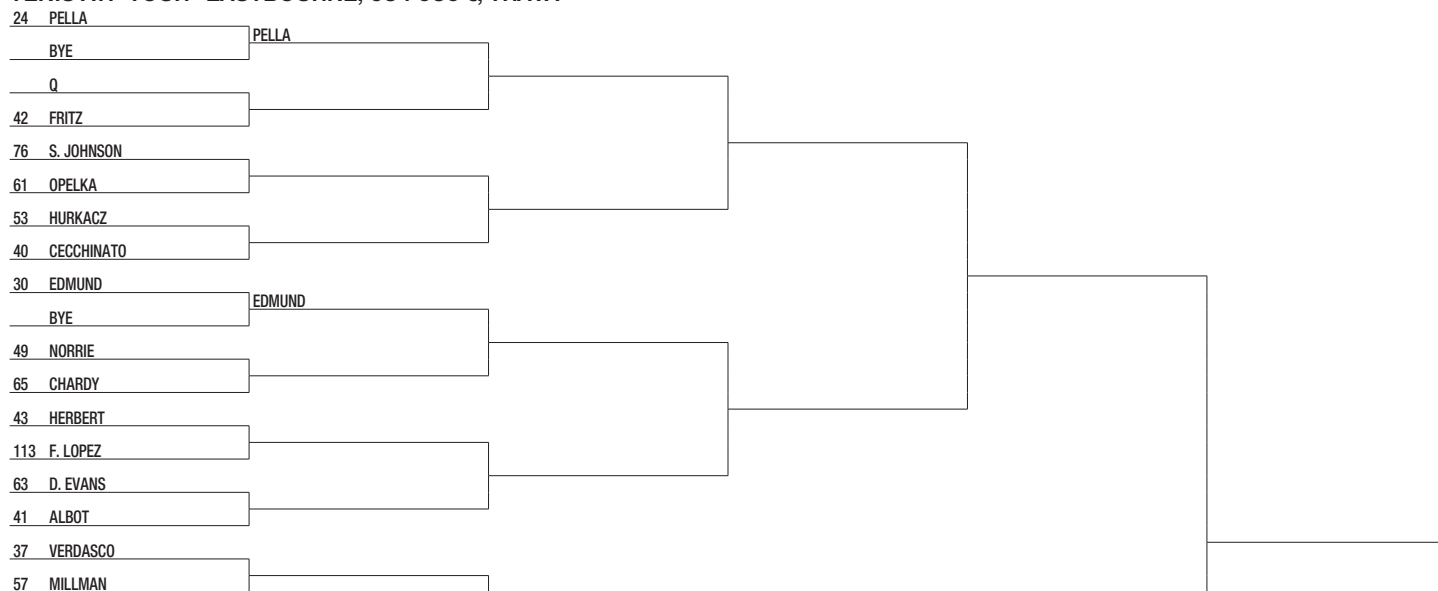 24 PELLA
PELLA
BYE
Q
42 FRITZ
76 S. JOHNSON
61 OPELKA
53 HURKACZ
40 CECCHINATO
30 EDMUND
EDMUND
BYE
49 NORRIE
65 CHARDY
43 HERBERT
113 F. LOPEZ
63 D. EVANS
41 ALBOT
37 VERDASCO
57 MILLMAN